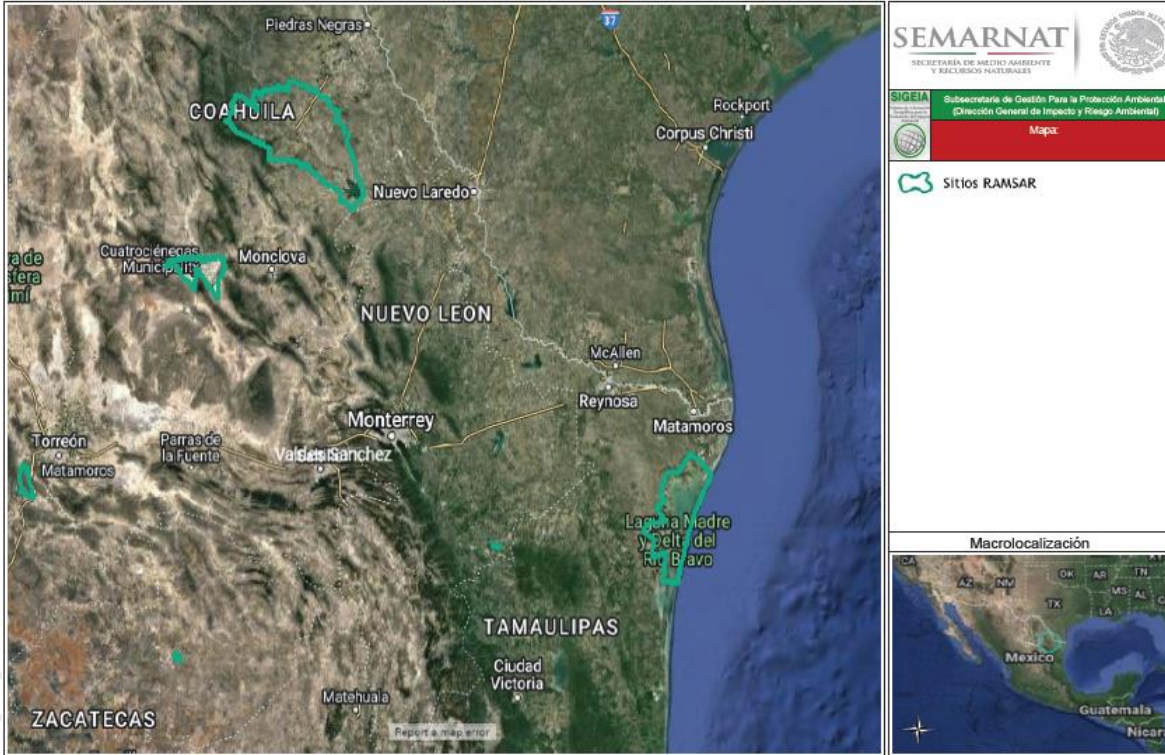 Piedras Negras
37
COAHUILA
Rockport
Corpus Christi
Nuevo Laredo
Cuatrociénegas
Municipality
Monclova
NUEVO LEON
McAllen
Reynosa
Matamoros
Monterrey
Torreón
Matamoros
Parras de
la Fuente
Laguna Madre
y Delta del
Río Bravo
TAMAULIPAS
Ciudad
Victoria
Matehuala
ZACATECAS
Report a map error
SEMARNAT
SECRETARÍA DE MEDIO AMBIENTE
Y RECURSOS NATURALES
SIGEIA
Subsecretaria de Gestión Para la Protección Ambiental
(Dirección General de Impacto y Riesgo Ambiental)
Mapa:
Sitios RAMSAR
Macrolocalización
CA
AZ
NM
OK
AR
TN
TX
LA
MS
AL
Mexico
Guatemala
Nicar